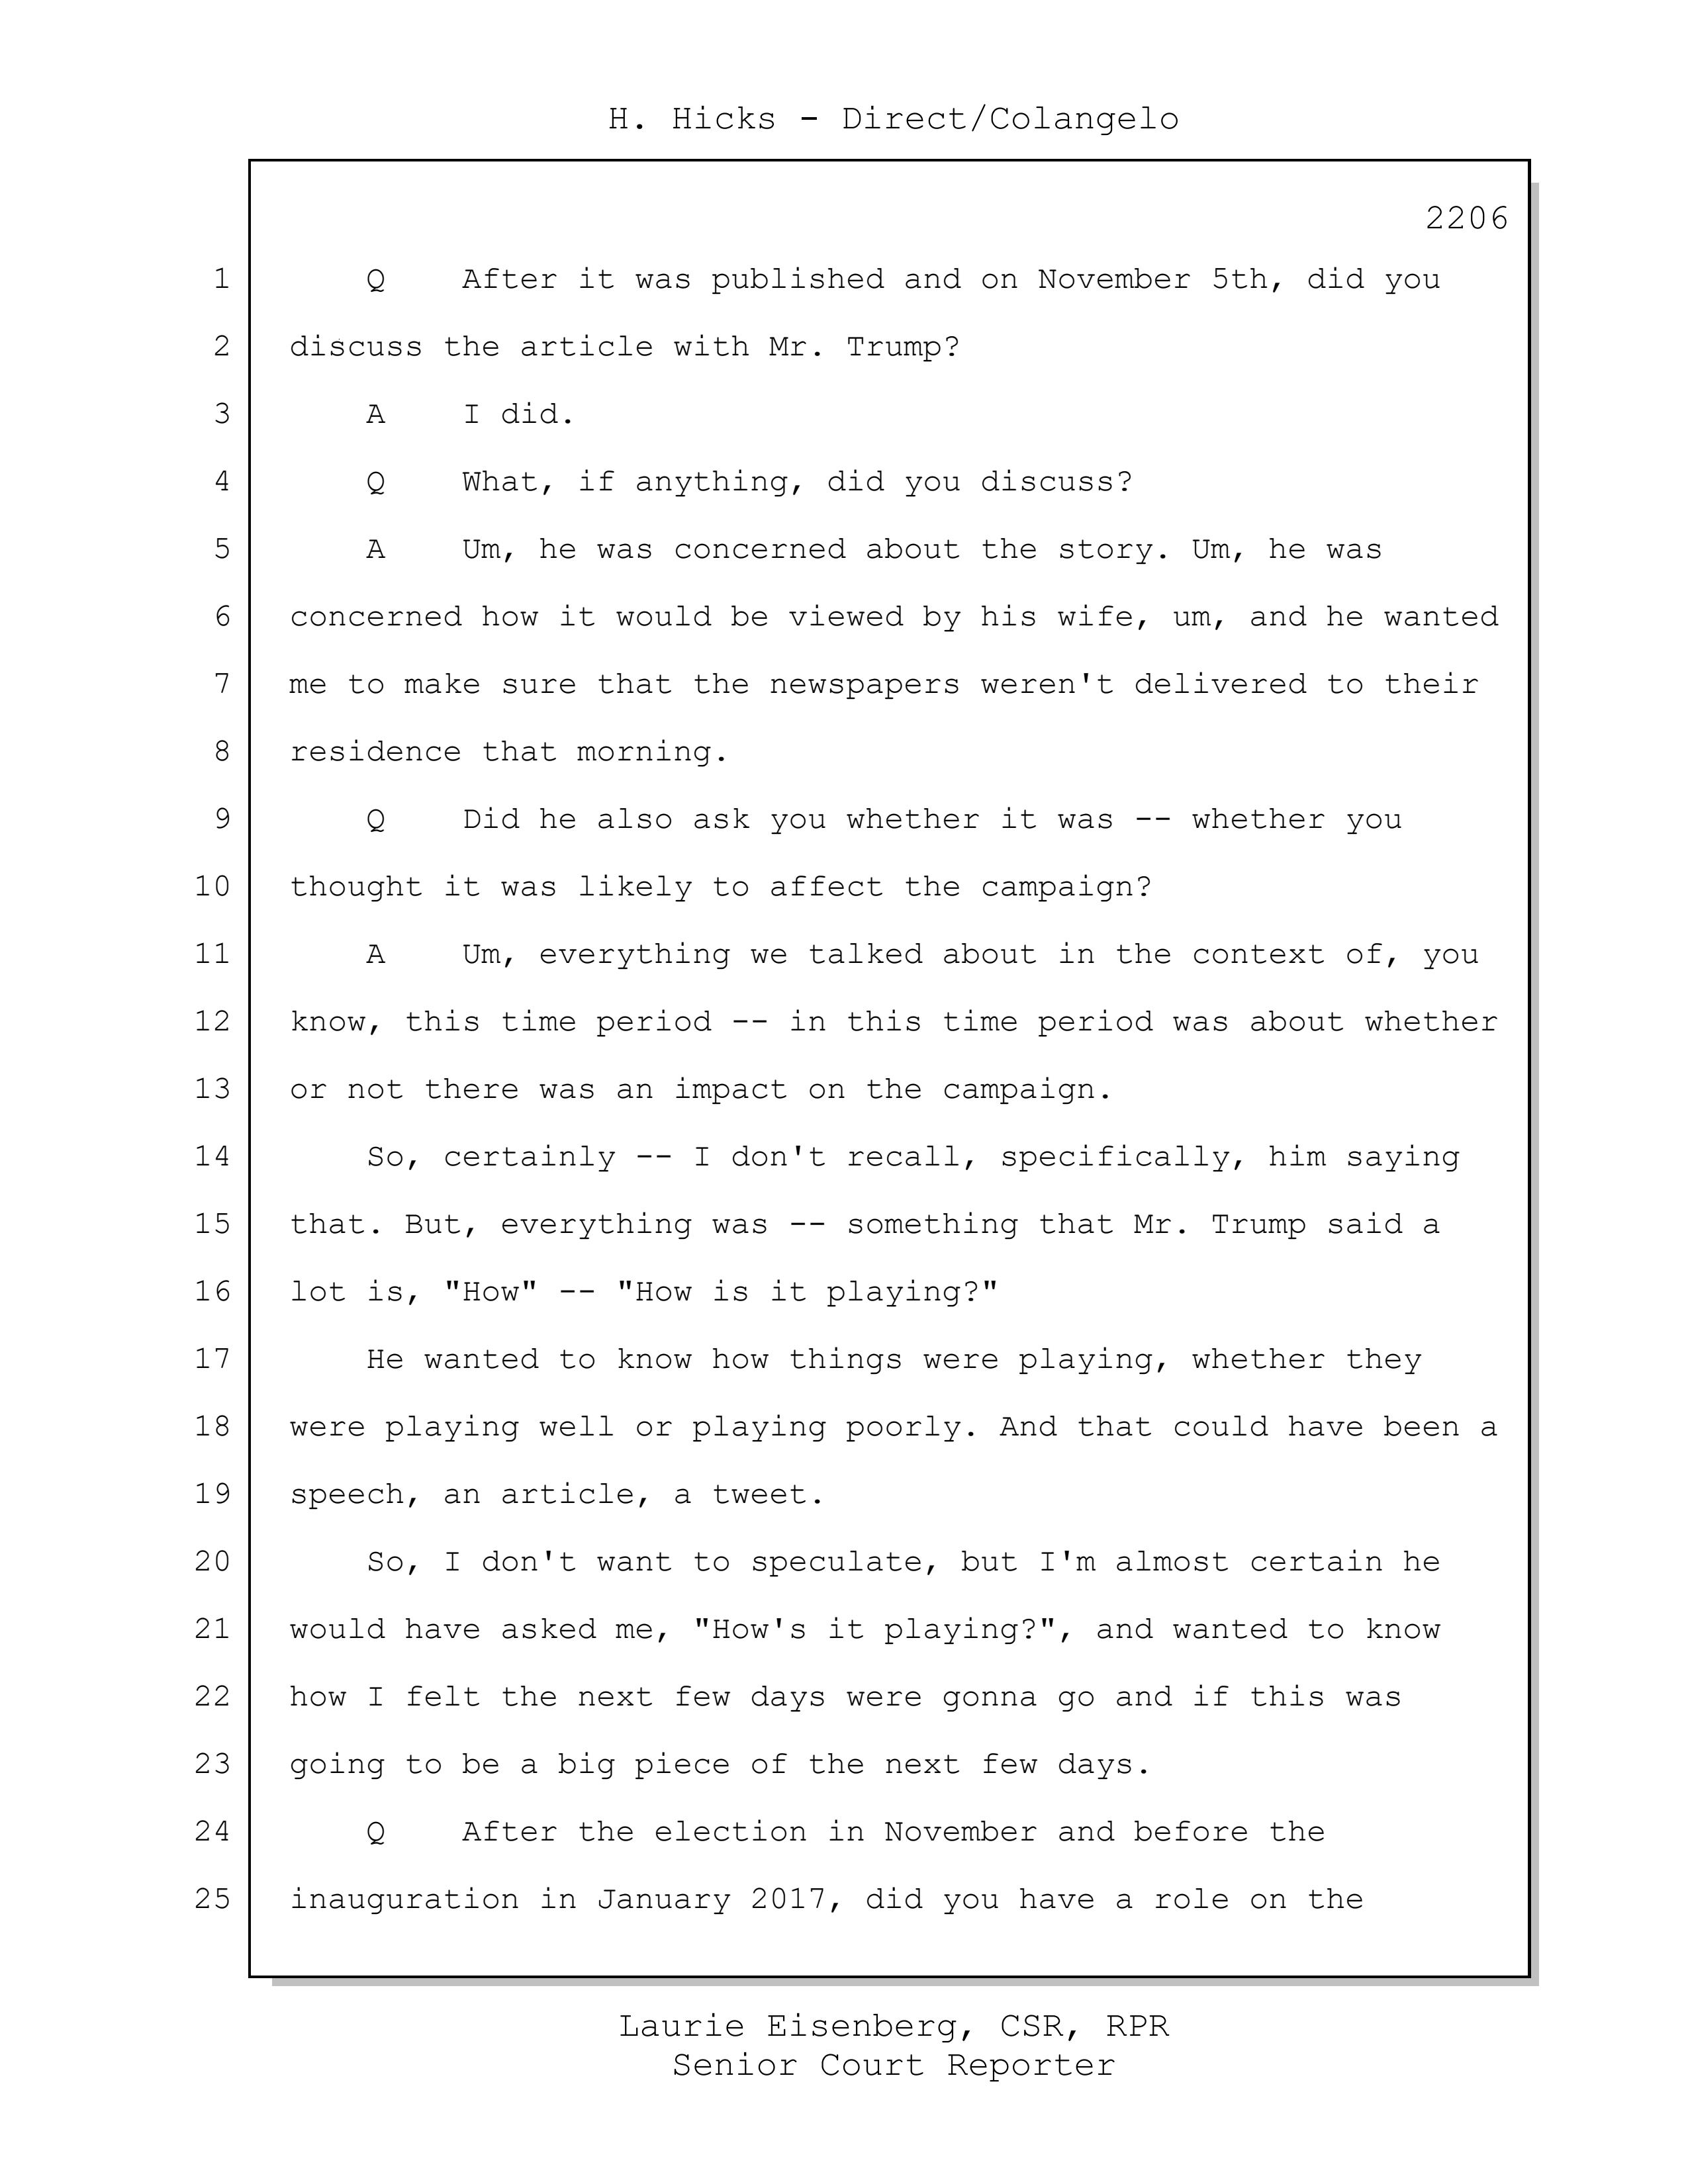 H. Hicks - Direct/Colangelo
2206
1 Q After it was published and on November 5th, did you
2 discuss the article with Mr. Trump?
3 A I did.
4 Q What, if anything, did you discuss?
5 A Um, he was concerned about the story. Um, he was
6 concerned how it would be viewed by his wife, um, and he wanted
7 me to make sure that the newspapers weren't delivered to their
8 residence that morning.
9 Q Did he also ask you whether it was -- whether you
10 thought it was likely to affect the campaign?
11 A Um, everything we talked about in the context of, you
12 know, this time period -- in this time period was about whether
13 or not there was an impact on the campaign.
14 So, certainly -- I don't recall, specifically, him saying
15 that. But, everything was -- something that Mr. Trump said a
16 lot is, "How" -- "How is it playing?"
17 He wanted to know how things were playing, whether they
18 were playing well or playing poorly. And that could have been a
19 speech, an article, a tweet.
20 So, I don't want to speculate, but I'm almost certain he
21 would have asked me, "How's it playing?", and wanted to know
22 how I felt the next few days were gonna go and if this was
23 going to be a big piece of the next few days.
24 Q After the election in November and before the
25 inauguration in January 2017, did you have a role on the
Laurie Eisenberg, CSR, RPR
Senior Court Reporter